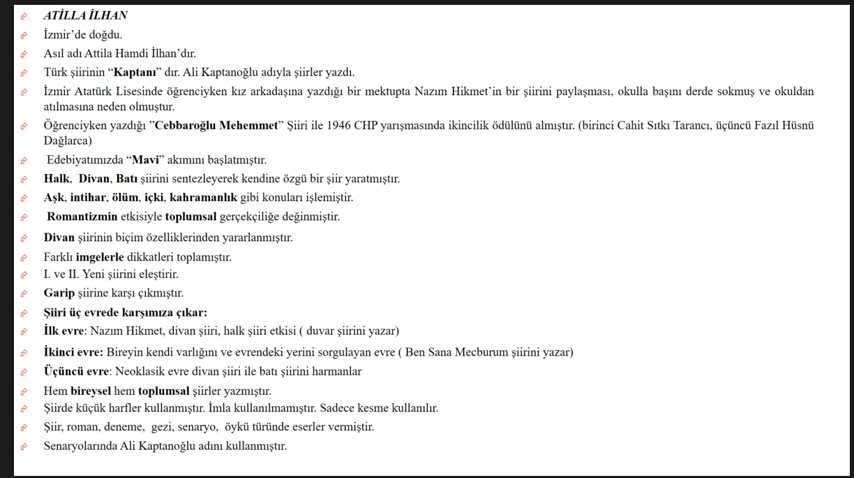 ATİLLA İLHAN
İzmir’de doğdu.
Asıl adı Attila Hamdi İlhan’dır.
Türk şiirinin “Kaptanı” dır. Ali Kaptanoğlu adıyla şiirler yazdı.
İzmir Atatürk Lisesinde öğrenciyken kız arkadaşına yazdığı bir mektupta Nazım Hikmet’in bir şiirini paylaşması, okulla başını derde sokmuş ve okuldan
atılmasına neden olmuştur.
Öğrenciyken yazdığı ”Cebbaroğlu Mehemmet” Şiiri ile 1946 CHP yarışmasında ikincilik ödülünü almıştır. (birinci Cahit Sıtkı Tarancı, üçüncü Fazıl Hüsnü
Dağlarca)
Edebiyatımızda “Mavi” akımını başlatmıştır.
Halk, Divan, Batı şiirini sentezleyerek kendine özgü bir şiir yaratmıştır.
Aşk, intihar, ölüm, içki, kahramanlık gibi konuları işlemiştir.
Romantizmin etkisiyle toplumsal gerçekçiliğe değinmiştir.
Divan şiirinin biçim özelliklerinden yararlanmıştır.
Farklı imgelerle dikkatleri toplamıştır.
I. ve II. Yeni şiirini eleştirir.
Garip şiirine karşı çıkmıştır.
Şiiri üç evrede karşımıza çıkar:
İlk evre: Nazım Hikmet, divan şiiri, halk şiiri etkisi ( duvar şiirini yazar)
İkinci evre: Bireyin kendi varlığını ve evrendeki yerini sorgulayan evre ( Ben Sana Mecburum şiirini yazar)
Üçüncü evre: Neoklasik evre divan şiiri ile batı şiirini harmanlar
Hem bireysel hem toplumsal şiirler yazmıştır.
Şiirde küçük harfler kullanmıştır. İmla kullanılmamıştır. Sadece kesme kullanılır.
Şiir, roman, deneme, gezi, senaryo, öykü türünde eserler vermiştir.
Senaryolarında Ali Kaptanoğlu adını kullanmıştır.